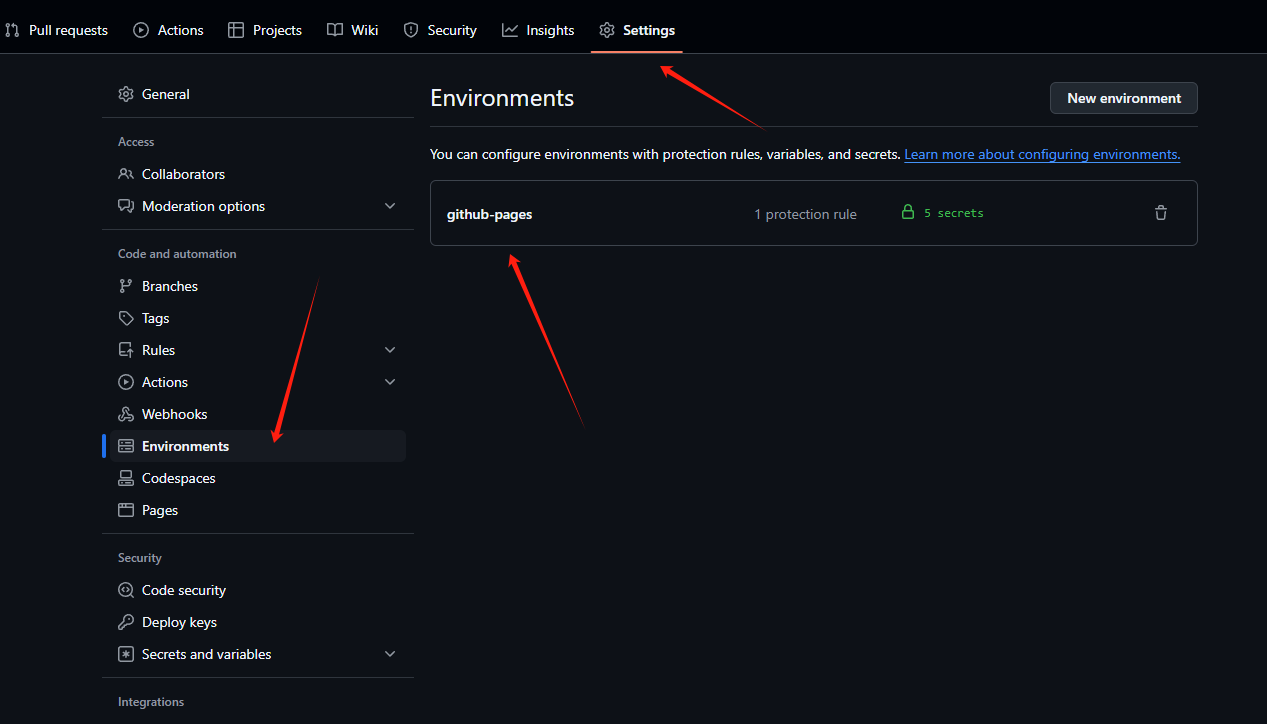 Pull requests Actions Projects Wiki Security Insights Settings
General
Access
Collaborators
Moderation options
Code and automation
Branches
Tags
Rules
Actions
Webhooks
Environments
Codespaces
Pages
Security
Code security
Deploy keys
Secrets and variables
Integrations
Environments
New environment
You can configure environments with protection rules, variables, and secrets. Learn more about configuring environments.
github-pages 1 protection rule 5 secrets